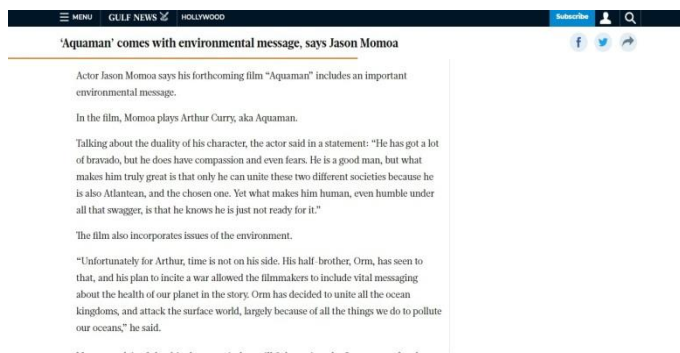 MENU GULF NEWS HOLLYWOOD Subscribe
‘Aquaman’ comes with environmental message, says Jason Momoa
Actor Jason Momoa says his forthcoming film “Aquaman” includes an important
environmental message.
In the film, Momoa plays Arthur Curry, aka Aquaman.
Talking about the duality of his character, the actor said in a statement: “He has got a lot
of bravado, but he does have compassion and even fears. He is a good man, but what
makes him truly great is that only he can unite these two different societies because he
is also Atlantean, and the chosen one. Yet what makes him human, even humble under
all that swagger, is that he knows he is just not ready for it.”
The film also incorporates issues of the environment.
“Unfortunately for Arthur, time is not on his side. His half-brother, Orm, has seen to
that, and his plan to incite a war allowed the filmmakers to include vital messaging
about the health of our planet in the story. Orm has decided to unite all the ocean
kingdoms, and attack the surface world, largely because of all the things we do to pollute
our oceans,” he said.